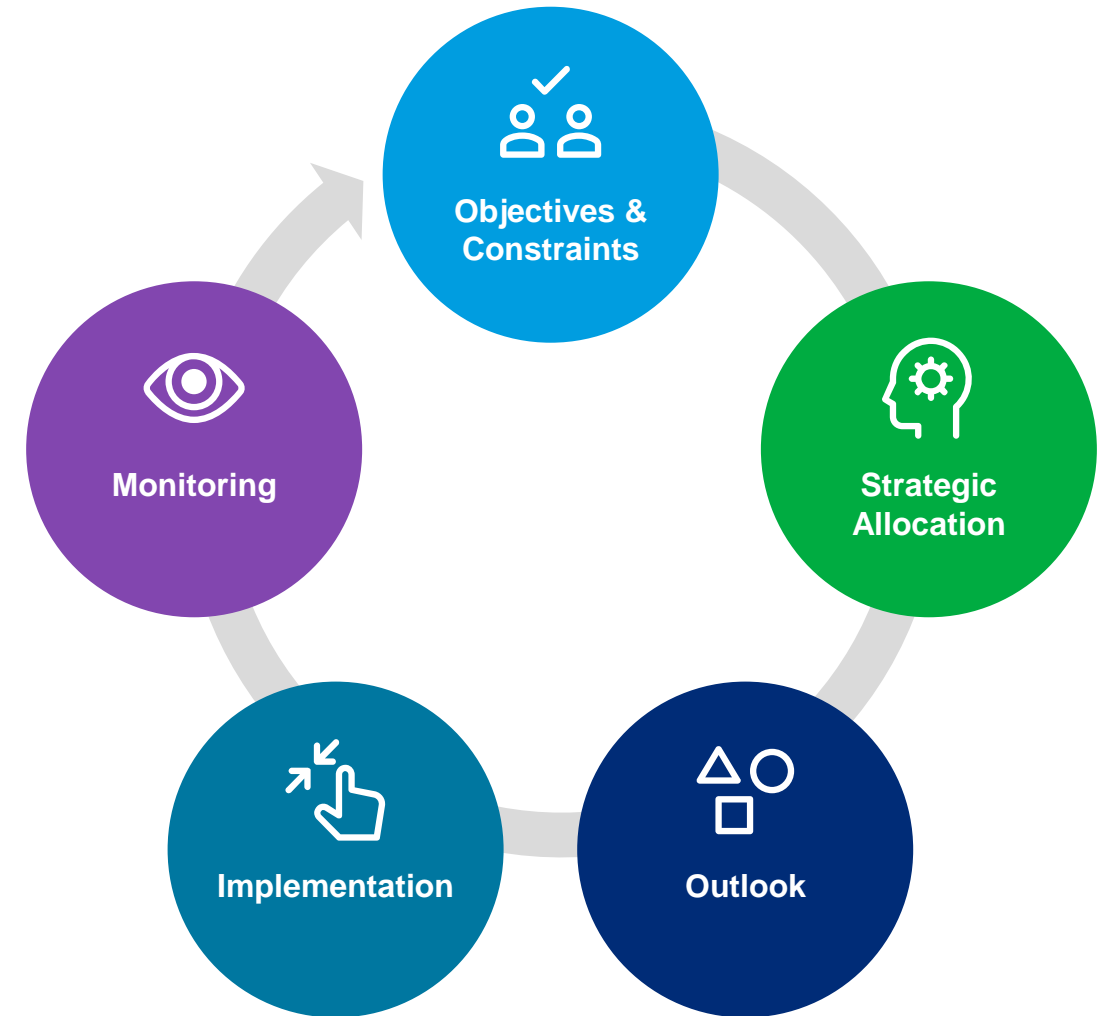 Objectives &
Constraints
Strategic
Allocation
Outlook
Implementation
Monitoring